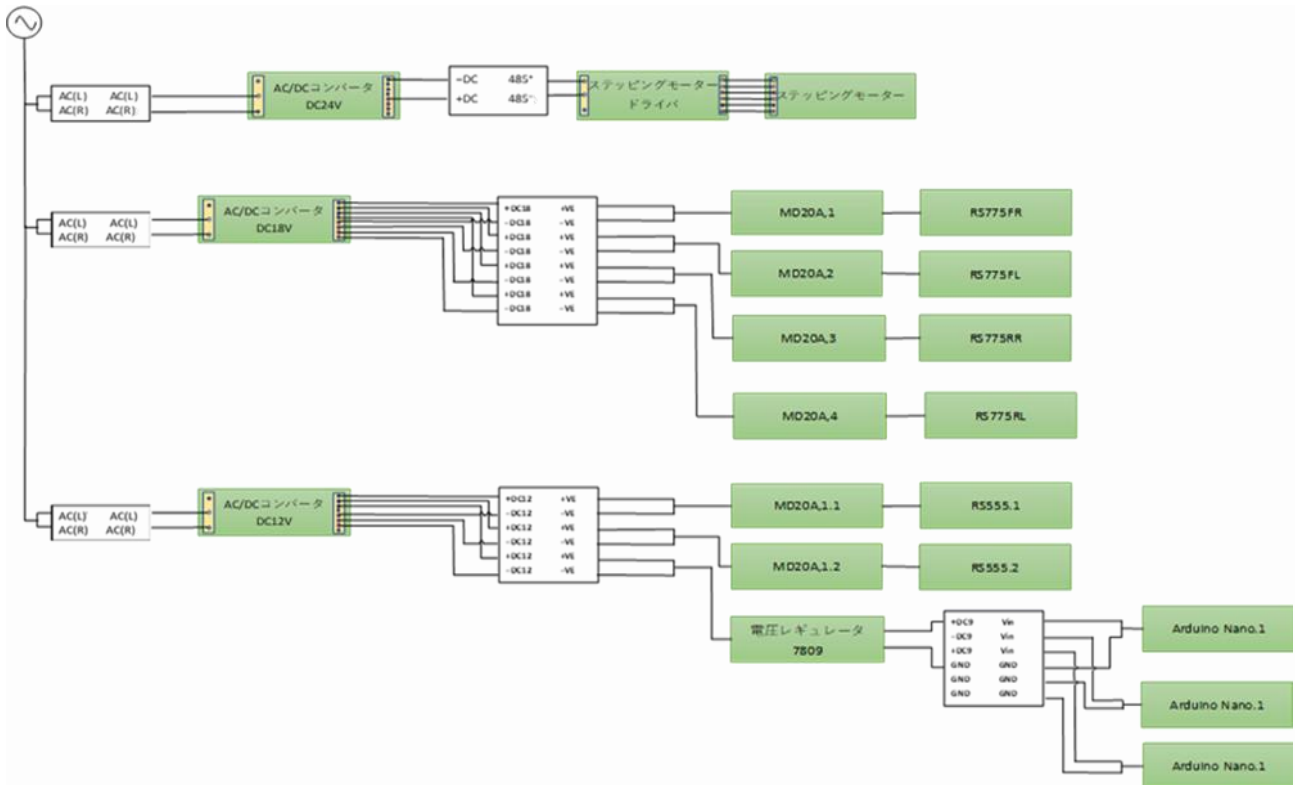 AC(L) AC(L)
AC(R) AC(R)
AC/DCコンバータ
DC24V
−DC 485⁺
+DC 485⁻
ステッピングモーター
ドライバ
ステッピングモーター
AC(L) AC(L)
AC(R) AC(R)
AC/DCコンバータ
DC18V
+DC18 +VE
−DC18 −VE
+DC18 +VE
−DC18 −VE
+DC18 +VE
−DC18 −VE
+DC18 +VE
−DC18 −VE
MD20A,1
RS775FR
MD20A,2
RS775FL
MD20A,3
RS775RR
MD20A,4
RS775RL
AC(L) AC(L)
AC(R) AC(R)
AC/DCコンバータ
DC12V
+DC12 +VE
−DC12 −VE
+DC12 +VE
−DC12 −VE
+DC12 +VE
−DC12 −VE
MD20A,1.1
RS555.1
MD20A,1.2
RS555.2
電圧レギュレータ
7809
+DC9 Vin
−DC9 Vin
+DC9 Vin
GND GND
GND GND
GND GND
Arduino Nano.1
Arduino Nano.1
Arduino Nano.1